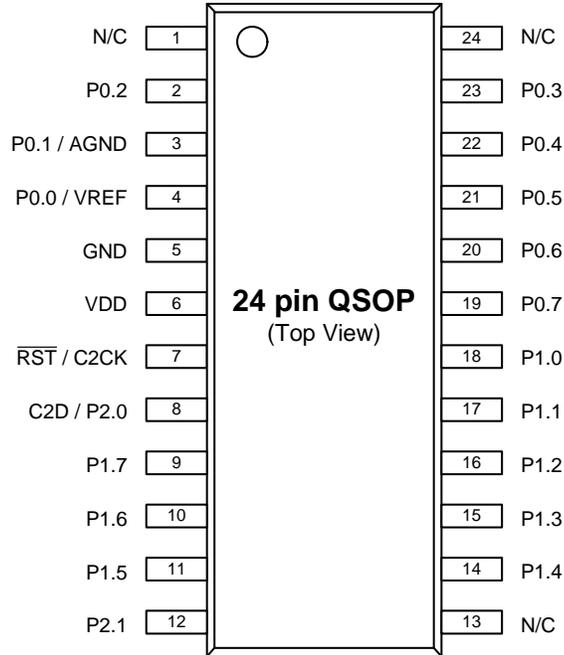 N/C 1 24 N/C
P0.2 2 23 P0.3
P0.1 / AGND 3 22 P0.4
P0.0 / VREF 4 21 P0.5
GND 5 20 P0.6
VDD 6 19 P0.7
24 pin QSOP
(Top View)
RST / C2CK 7 18 P1.0
C2D / P2.0 8 17 P1.1
P1.7 9 16 P1.2
P1.6 10 15 P1.3
P1.5 11 14 P1.4
P2.1 12 13 N/C